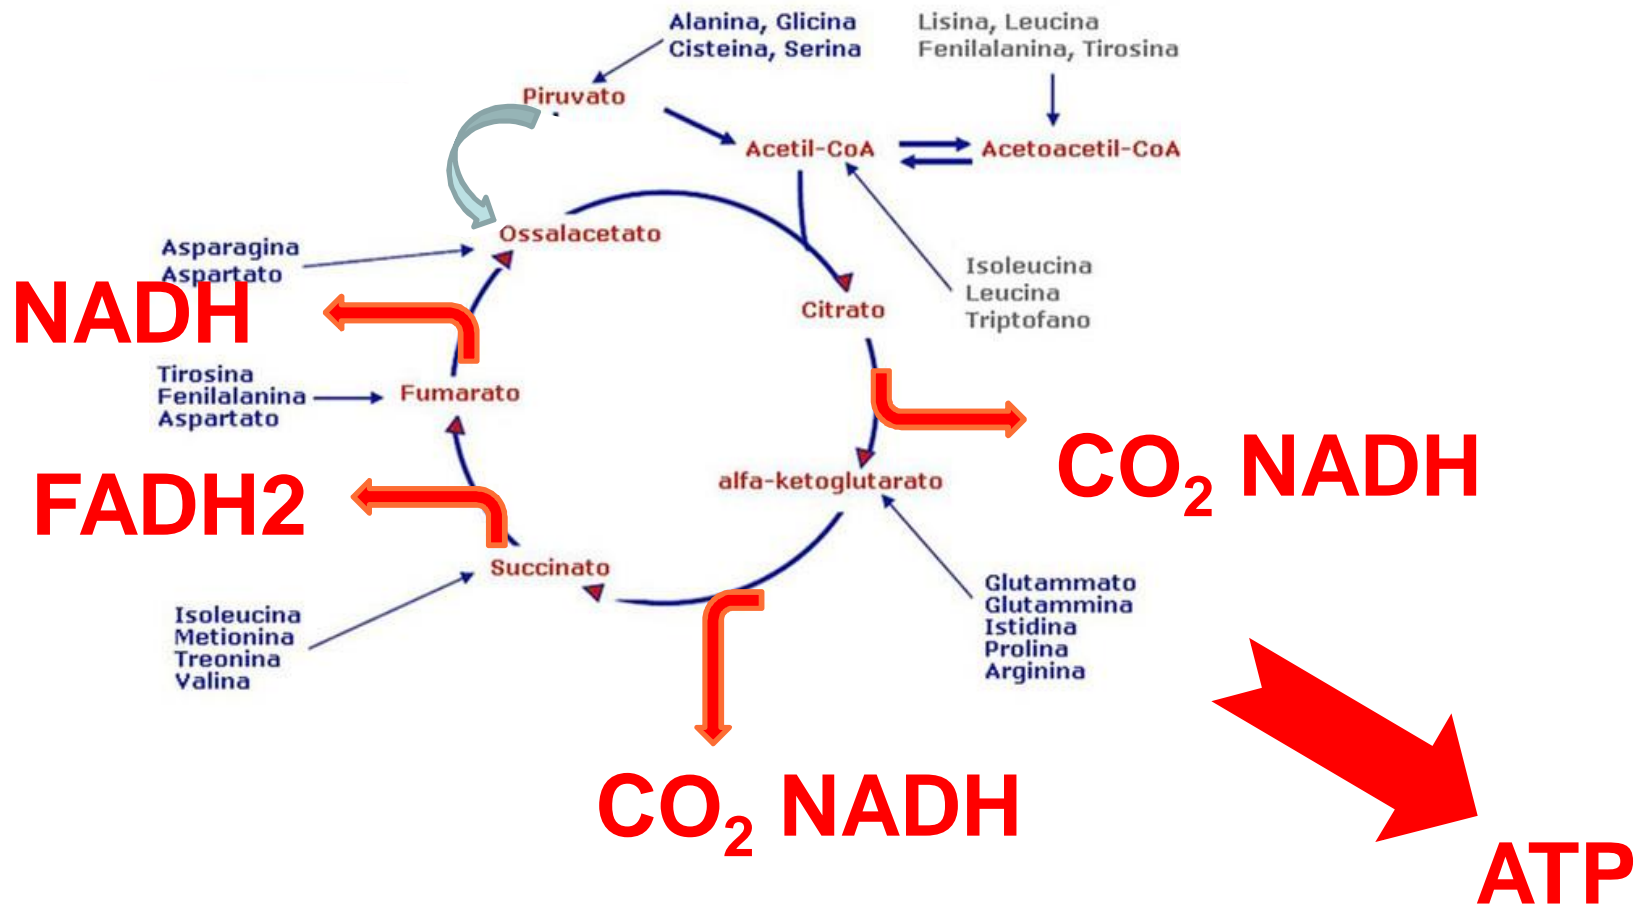 Alanina, Glicina
Cisteina, Serina
Lisina, Leucina
Fenilalanina, Tirosina
Piruvato
Acetil-CoA
Acetoacetil-CoA
Ossalacetato
Asparagina
Aspartato
NADH
Isoleucina
Leucina
Triptofano
Citrato
Tirosina
Fenilalanina
Aspartato
Fumarato
CO2 NADH
alfa-ketoglutarato
FADH2
Succinato
Glutammato
Glutammina
Istidina
Prolina
Arginina
Isoleucina
Metionina
Treonina
Valina
CO2 NADH
ATP